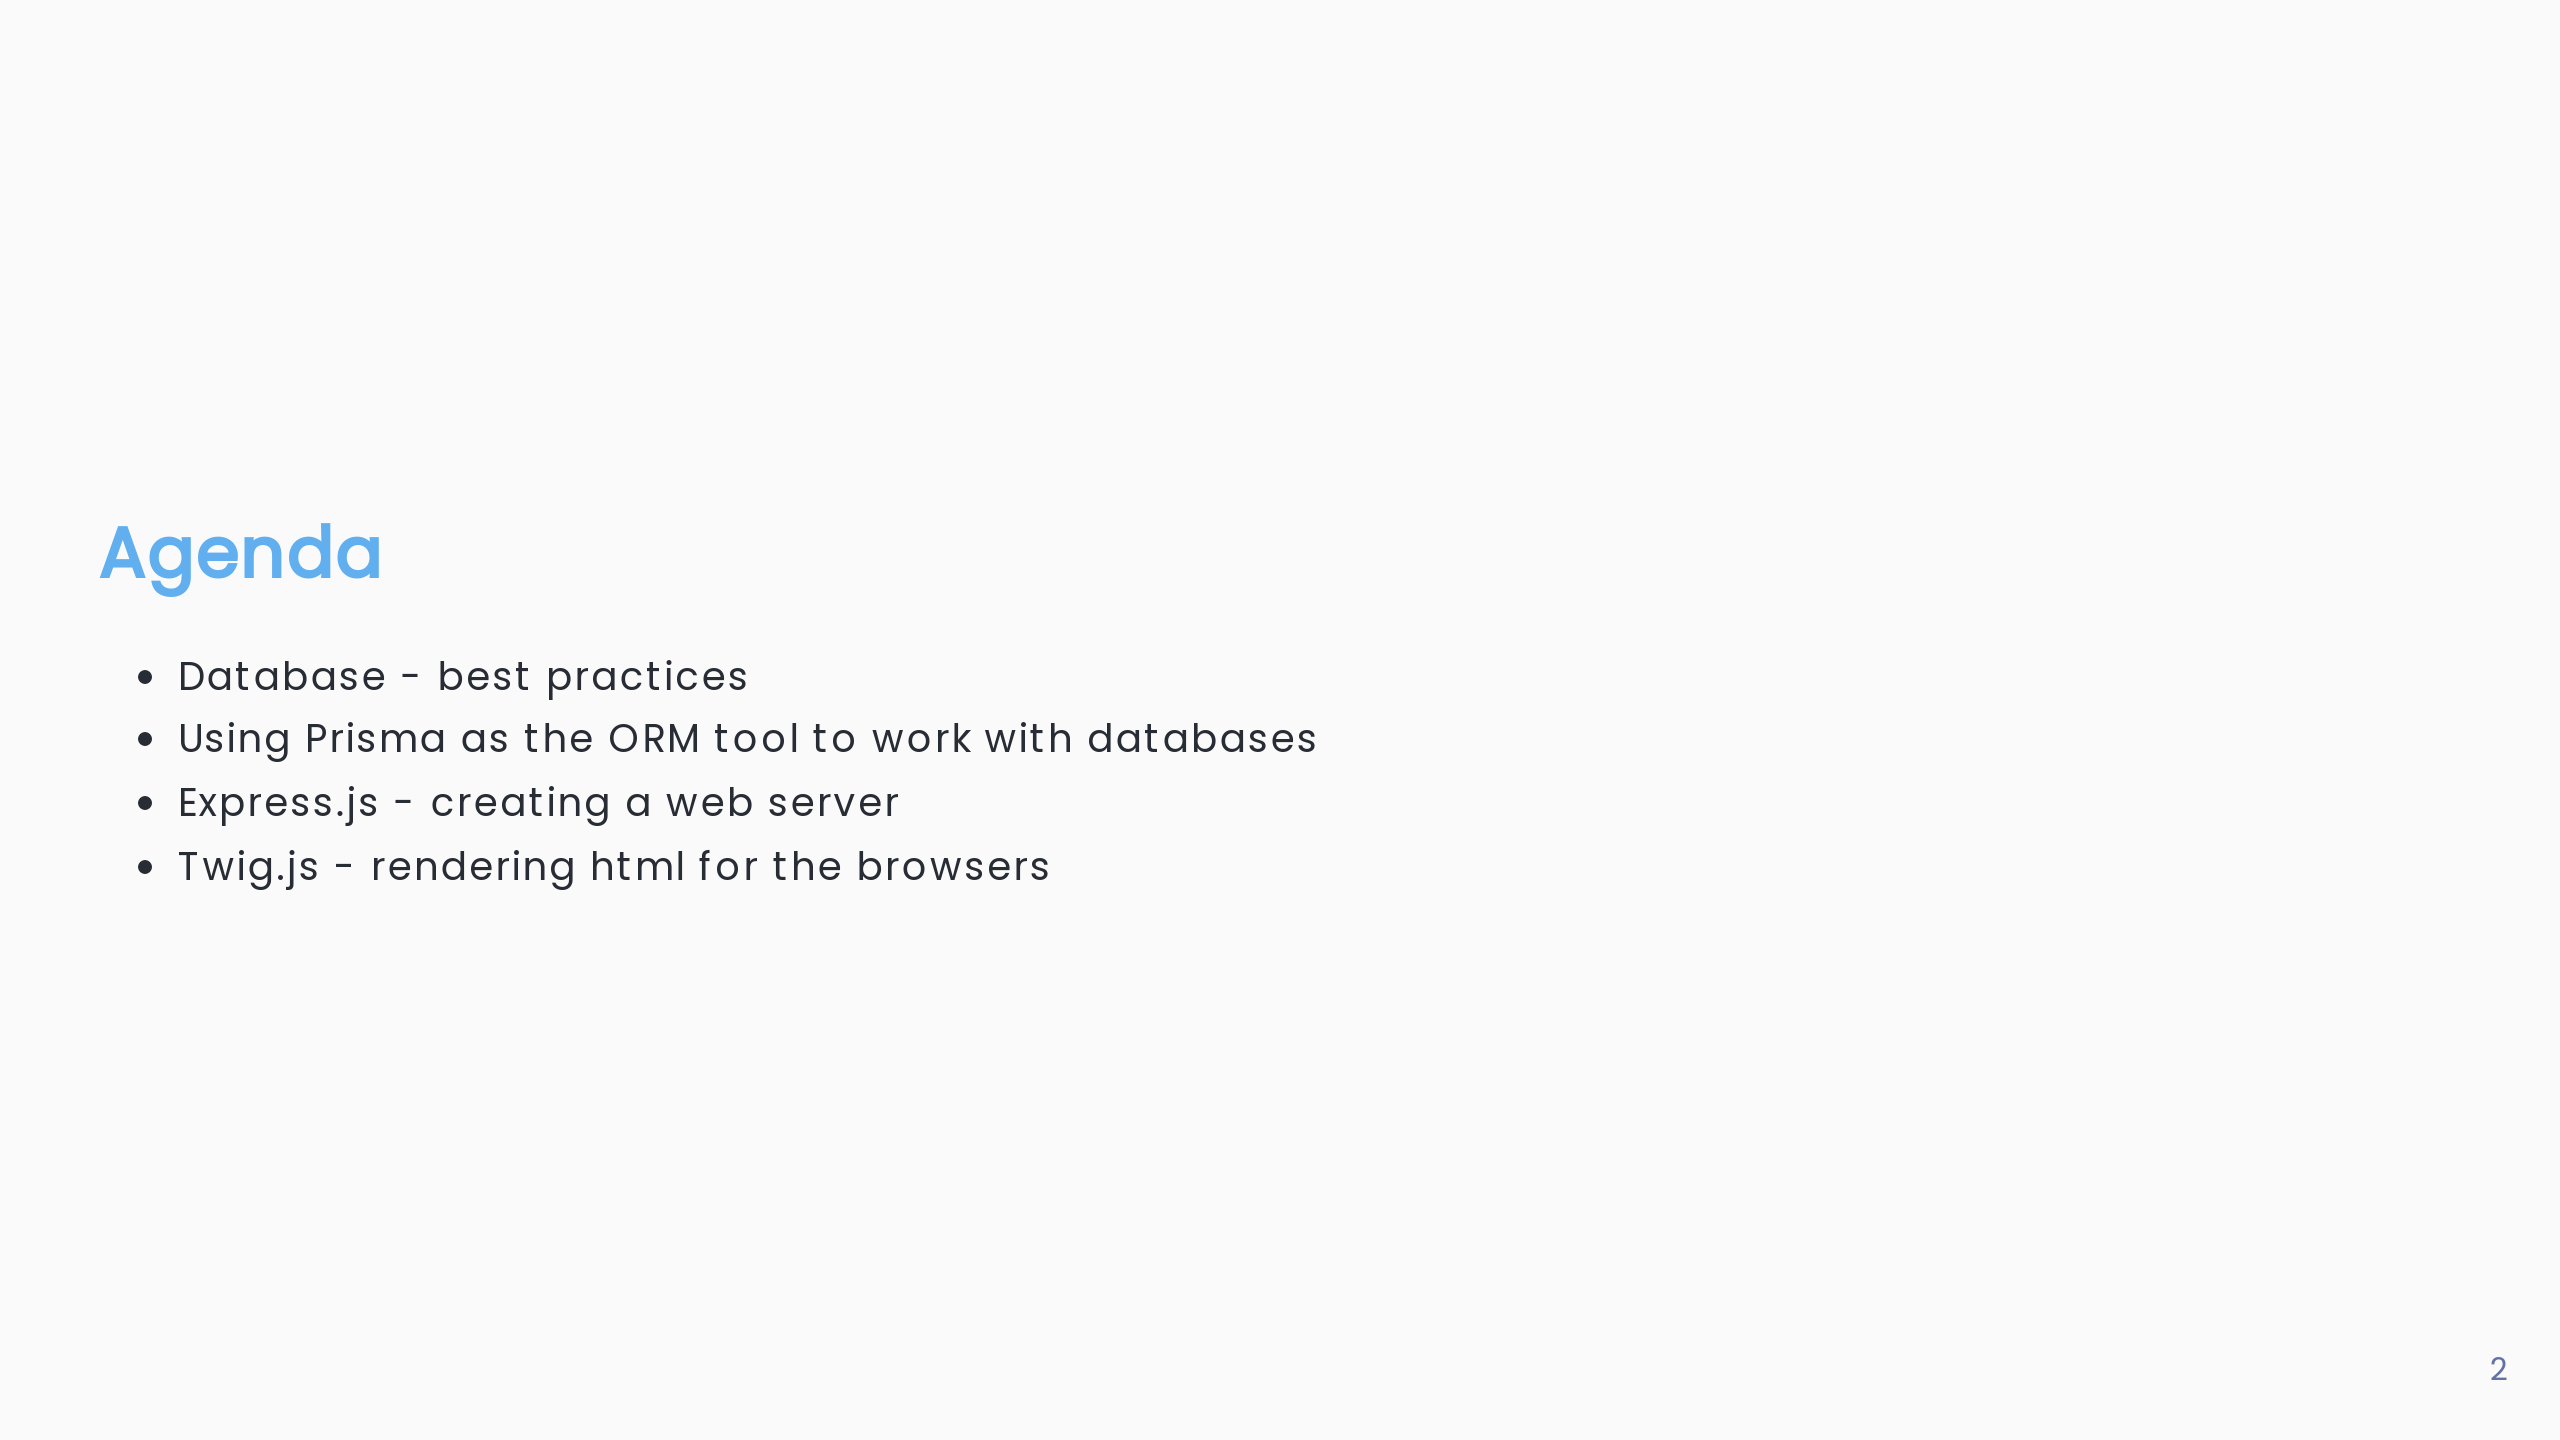 Agenda
• Database - best practices
• Using Prisma as the ORM tool to work with databases
• Express.js - creating a web server
• Twig.js - rendering html for the browsers
2